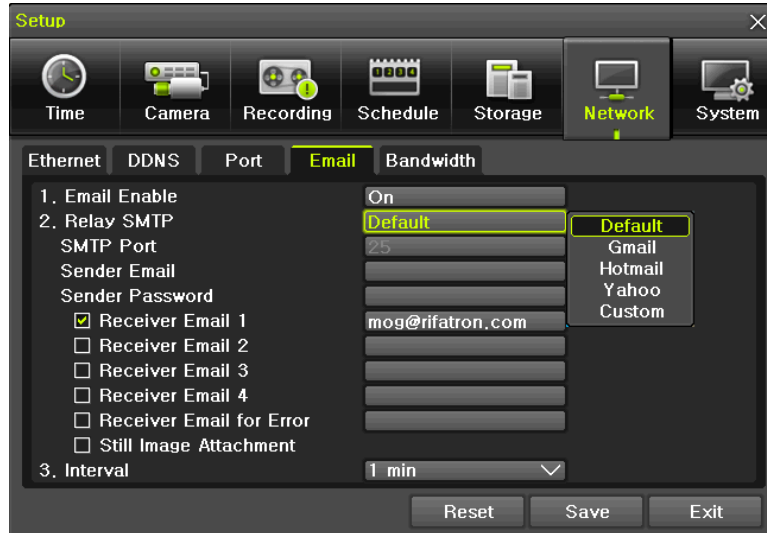 Setup
Time Camera Recording Schedule Storage Network System
Ethernet DDNS Port Email Bandwidth
1. Email Enable On
2. Relay SMTP Default
SMTP Port 25
Sender Email
Sender Password
Receiver Email 1 mog@rifatron.com
Receiver Email 2
Receiver Email 3
Receiver Email 4
Receiver Email for Error
Still Image Attachment
3. Interval 1 min
Default
Gmail
Hotmail
Yahoo
Custom
Reset Save Exit